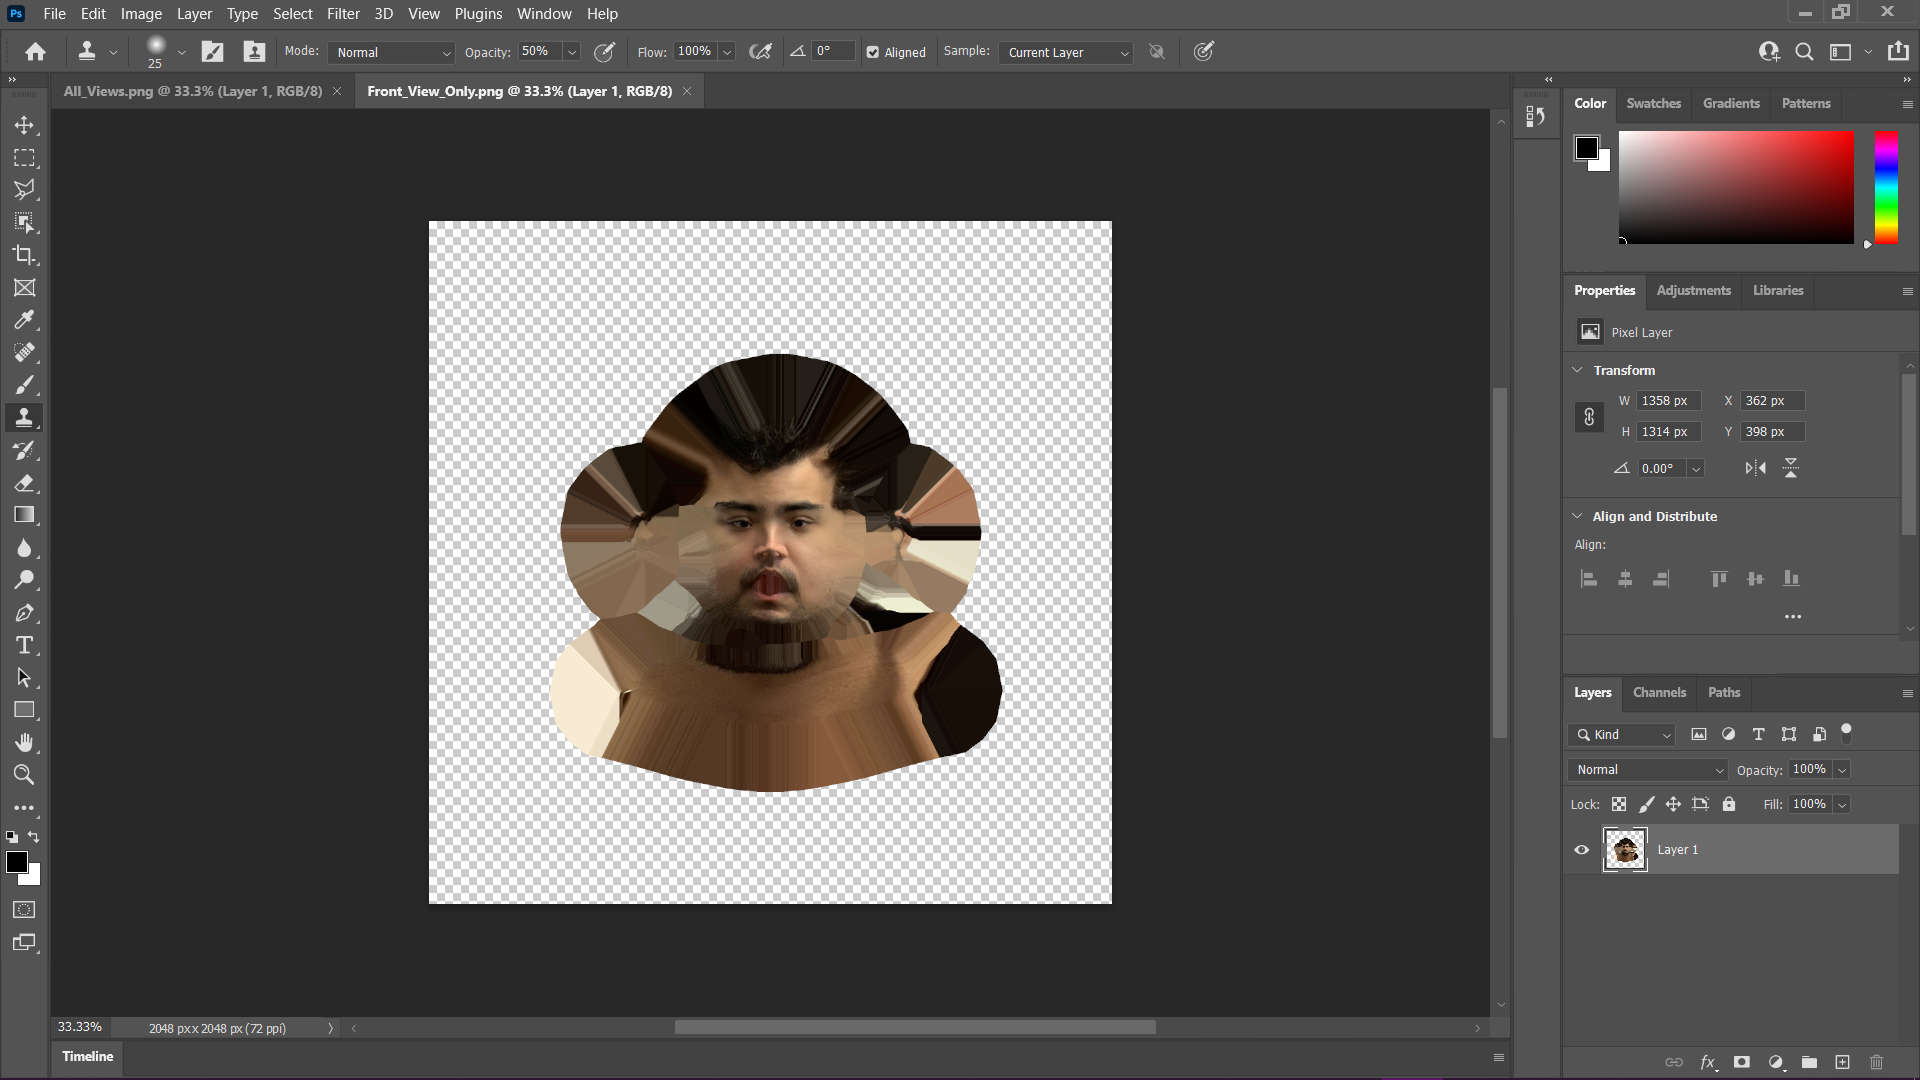 Ps File Edit Image Layer Type Select Filter 3D View Plugins Window Help
25 Mode: Normal Opacity: 50% Flow: 100% 0° Aligned Sample: Current Layer
All_Views.png @ 33.3% (Layer 1, RGB/8) Front_View_Only.png @ 33.3% (Layer 1, RGB/8)
Color Swatches Gradients Patterns
Properties Adjustments Libraries
Pixel Layer
Transform
W 1358 px X 362 px
H 1314 px Y 398 px
0.00°
Align and Distribute
Align:
Layers Channels Paths
Kind
Normal Opacity: 100%
Lock: Fill: 100%
Layer 1
fx
33.33% 2048 px x 2048 px (72 ppi)
Timeline